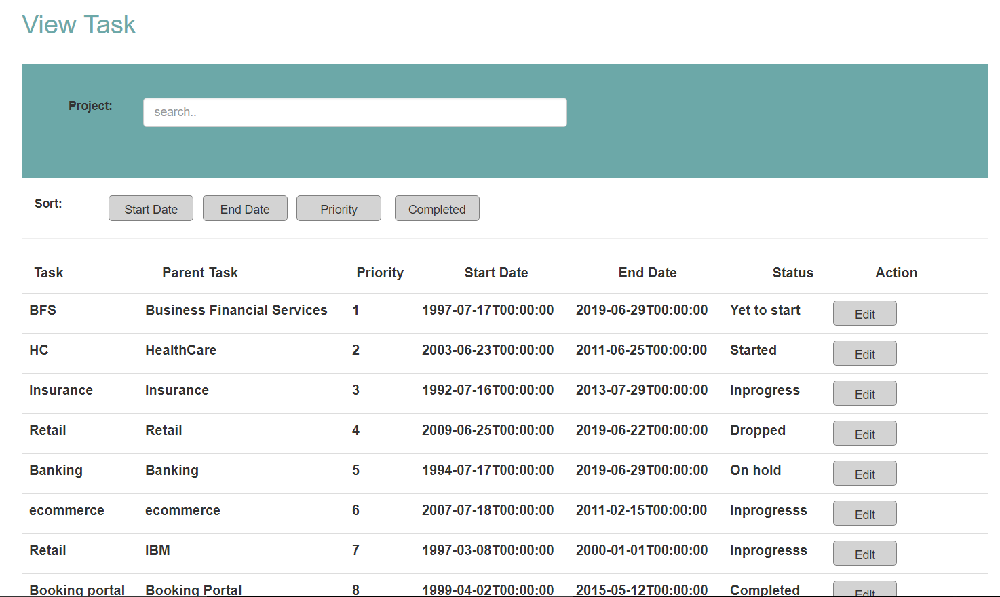 View Task
Project: search..
Sort: Start Date End Date Priority Completed
Task Parent Task Priority Start Date End Date Status Action
BFS Business Financial Services 1 1997-07-17T00:00:00 2019-06-29T00:00:00 Yet to start Edit
HC HealthCare 2 2003-06-23T00:00:00 2011-06-25T00:00:00 Started Edit
Insurance Insurance 3 1992-07-16T00:00:00 2013-07-29T00:00:00 Inprogress Edit
Retail Retail 4 2009-06-25T00:00:00 2019-06-22T00:00:00 Dropped Edit
Banking Banking 5 1994-07-17T00:00:00 2019-06-29T00:00:00 On hold Edit
ecommerce ecommerce 6 2007-07-18T00:00:00 2011-02-15T00:00:00 Inprogresss Edit
Retail IBM 7 1997-03-08T00:00:00 2000-01-01T00:00:00 Inprogresss Edit
Booking portal Booking Portal 8 1999-04-02T00:00:00 2015-05-12T00:00:00 Completed Edit